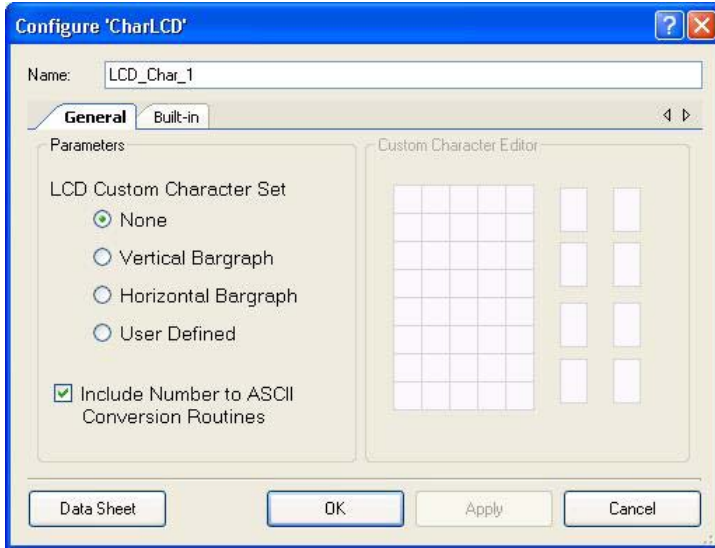 Configure 'CharLCD'
Name: LCD_Char_1
General Built-in
Parameters
LCD Custom Character Set
None
Vertical Bargraph
Horizontal Bargraph
User Defined
Include Number to ASCII
Conversion Routines
Custom Character Editor
Data Sheet OK Apply Cancel